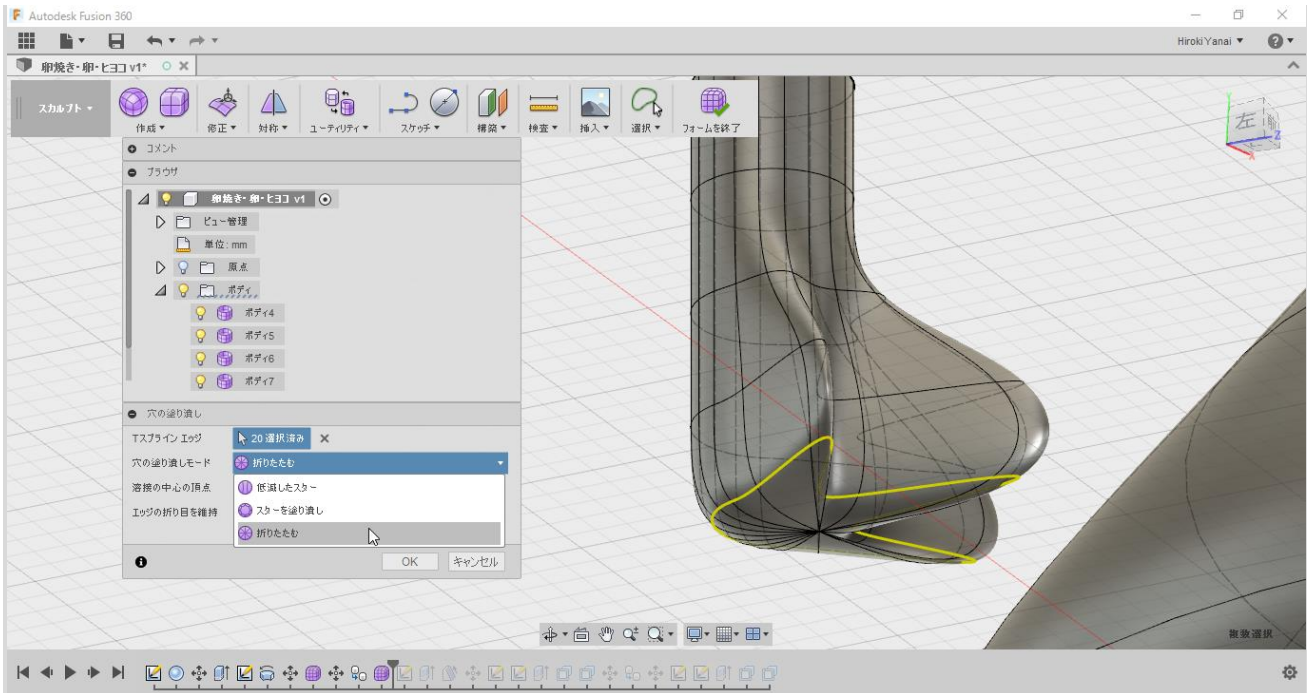 Autodesk Fusion 360
Hiroki Yanai
卵焼き・卵・ヒヨコ v1*
スカルプト
作成
修正
対称
ユーティリティ
スケッチ
構築
検査
挿入
選択
フォームを終了
コメント
ブラウザ
卵焼き・卵・ヒヨコ v1
ビュー管理
単位: mm
原点
ボディ
ボディ4
ボディ5
ボディ6
ボディ7
穴の塗り潰し
Tスプライン エッジ
20 選択済み
穴の塗り潰しモード
折りたたむ
溶接の中心の頂点
低減したスター
エッジの折り目を維持
スターを塗り潰し
折りたたむ
OK
キャンセル
Y
左
Z
X
複数選択